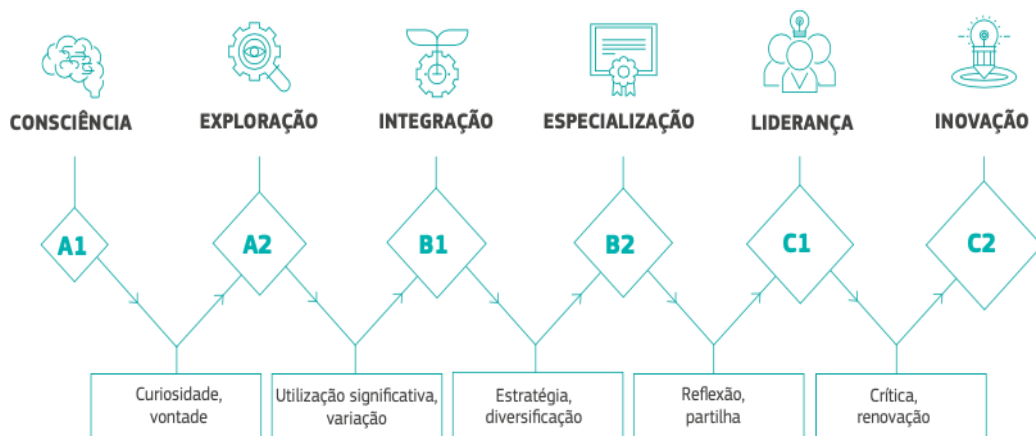 CONSCIÊNCIA
EXPLORAÇÃO
INTEGRAÇÃO
ESPECIALIZAÇÃO
LIDERANÇA
INOVAÇÃO
A1
A2
B1
B2
C1
C2
Curiosidade,
vontade
Utilização significativa,
variação
Estratégia,
diversificação
Reflexão,
partilha
Crítica,
renovação